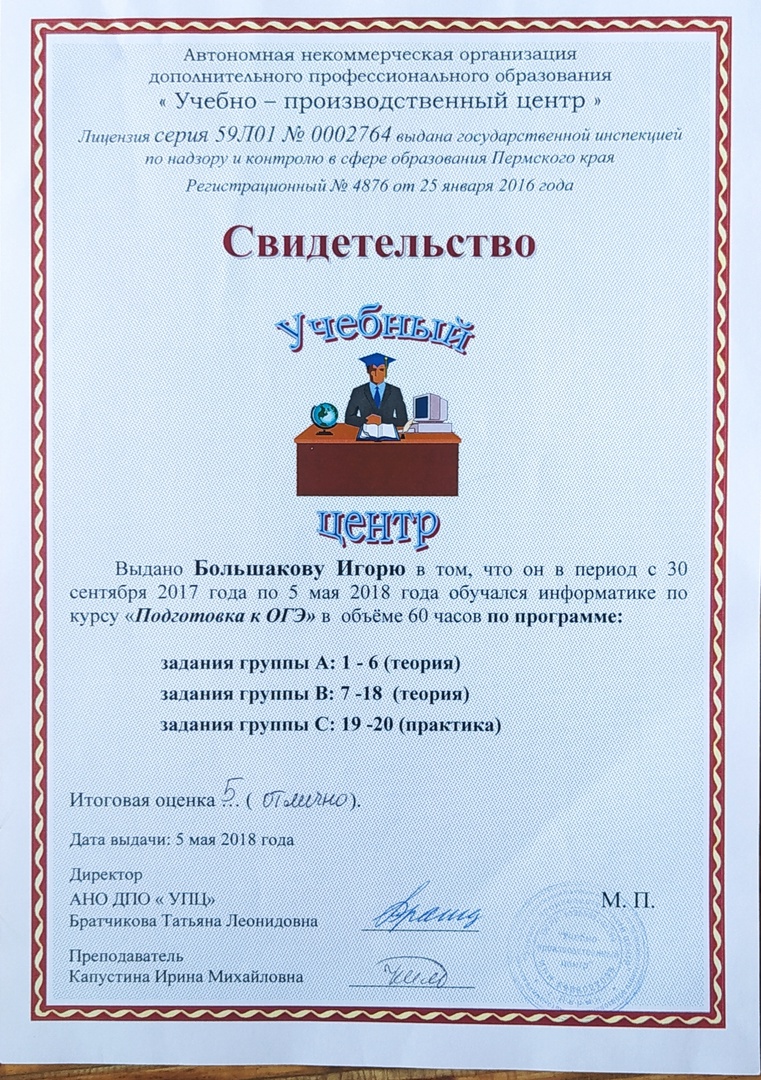 Автономная некоммерческая организация
дополнительного профессионального образования
« Учебно – производственный центр »
Лицензия серия 59Л01 № 0002764 выдана государственной инспекцией
по надзору и контролю в сфере образования Пермского края
Регистрационный № 4876 от 25 января 2016 года
Свидетельство
Учебный
центр
Выдано Большакову Игорю в том, что он в период с 30
сентября 2017 года по 5 мая 2018 года обучался информатике по
курсу «Подготовка к ОГЭ» в объёме 60 часов по программе:
задания группы А: 1 - 6 (теория)
задания группы В: 7 -18 (теория)
задания группы С: 19 -20 (практика)
Итоговая оценка 5 ... ( отлично ).
Дата выдачи: 5 мая 2018 года
Директор
АНО ДПО « УПЦ»
М. П.
Братчикова Татьяна Леонидовна
Преподаватель
Капустина Ирина Михайловна
"Учебно-
производственный
центр"